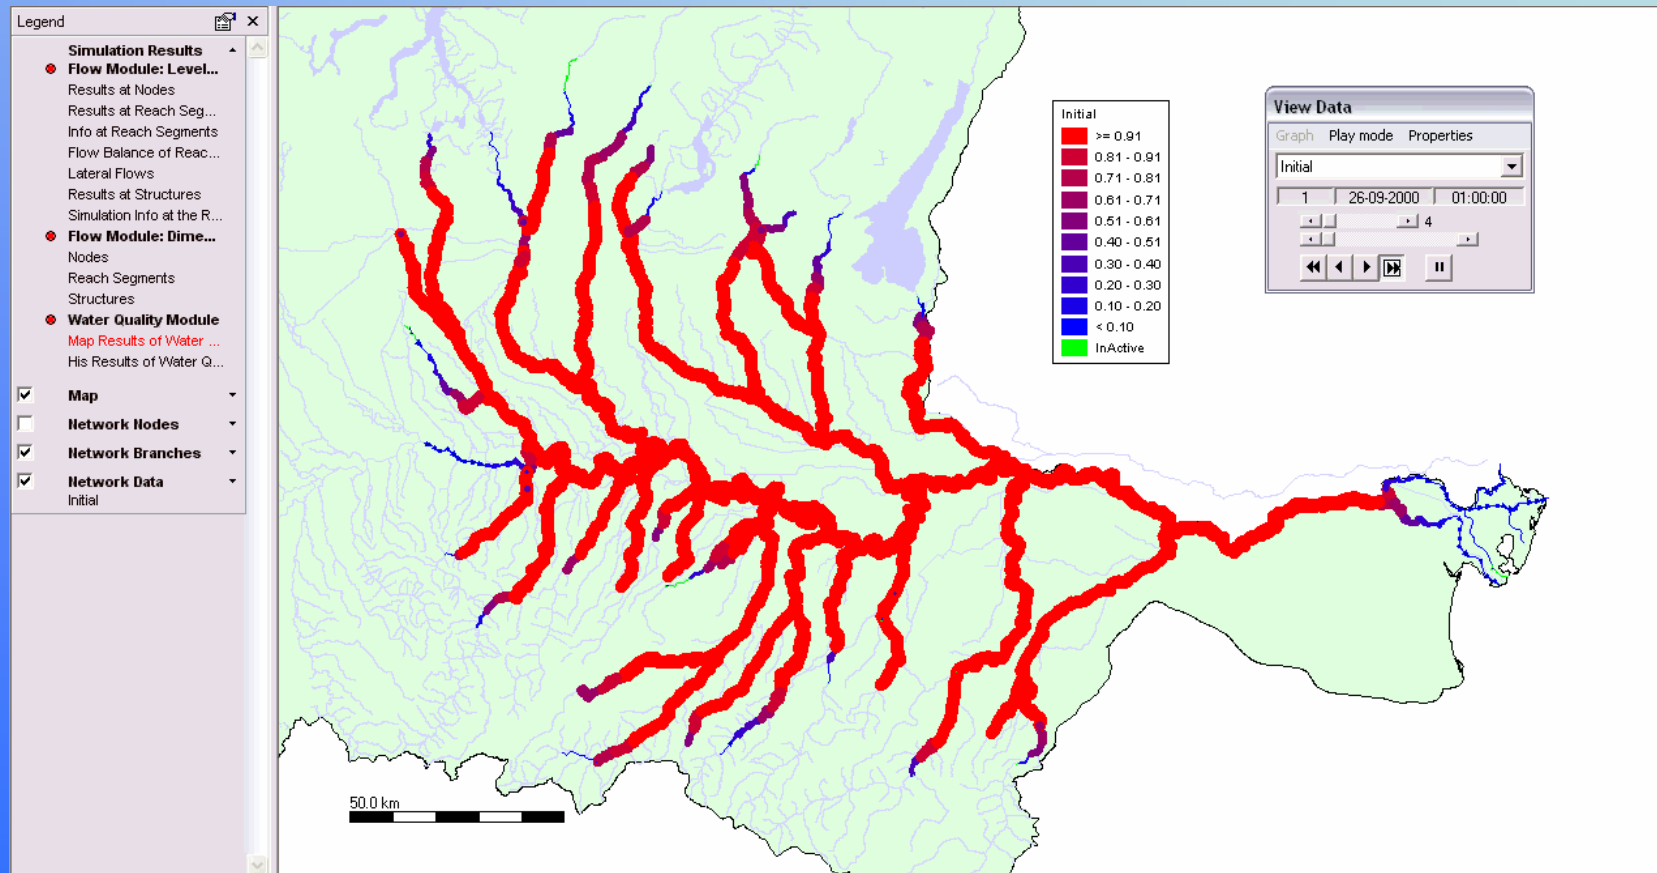 Legend
Simulation Results
Flow Module: Level...
Results at Nodes
Results at Reach Seg...
Info at Reach Segments
Flow Balance of Reac...
Lateral Flows
Results at Structures
Simulation Info at the R...
Flow Module: Dime...
Nodes
Reach Segments
Structures
Water Quality Module
Map Results of Water ...
His Results of Water Q...
Map
Network Nodes
Network Branches
Network Data
Initial
50.0 km
Initial
>= 0.91
0.81 - 0.91
0.71 - 0.81
0.61 - 0.71
0.51 - 0.61
0.40 - 0.51
0.30 - 0.40
0.20 - 0.30
0.10 - 0.20
< 0.10
InActive
View Data
Graph Play mode Properties
Initial
1 26-09-2000 01:00:00
4